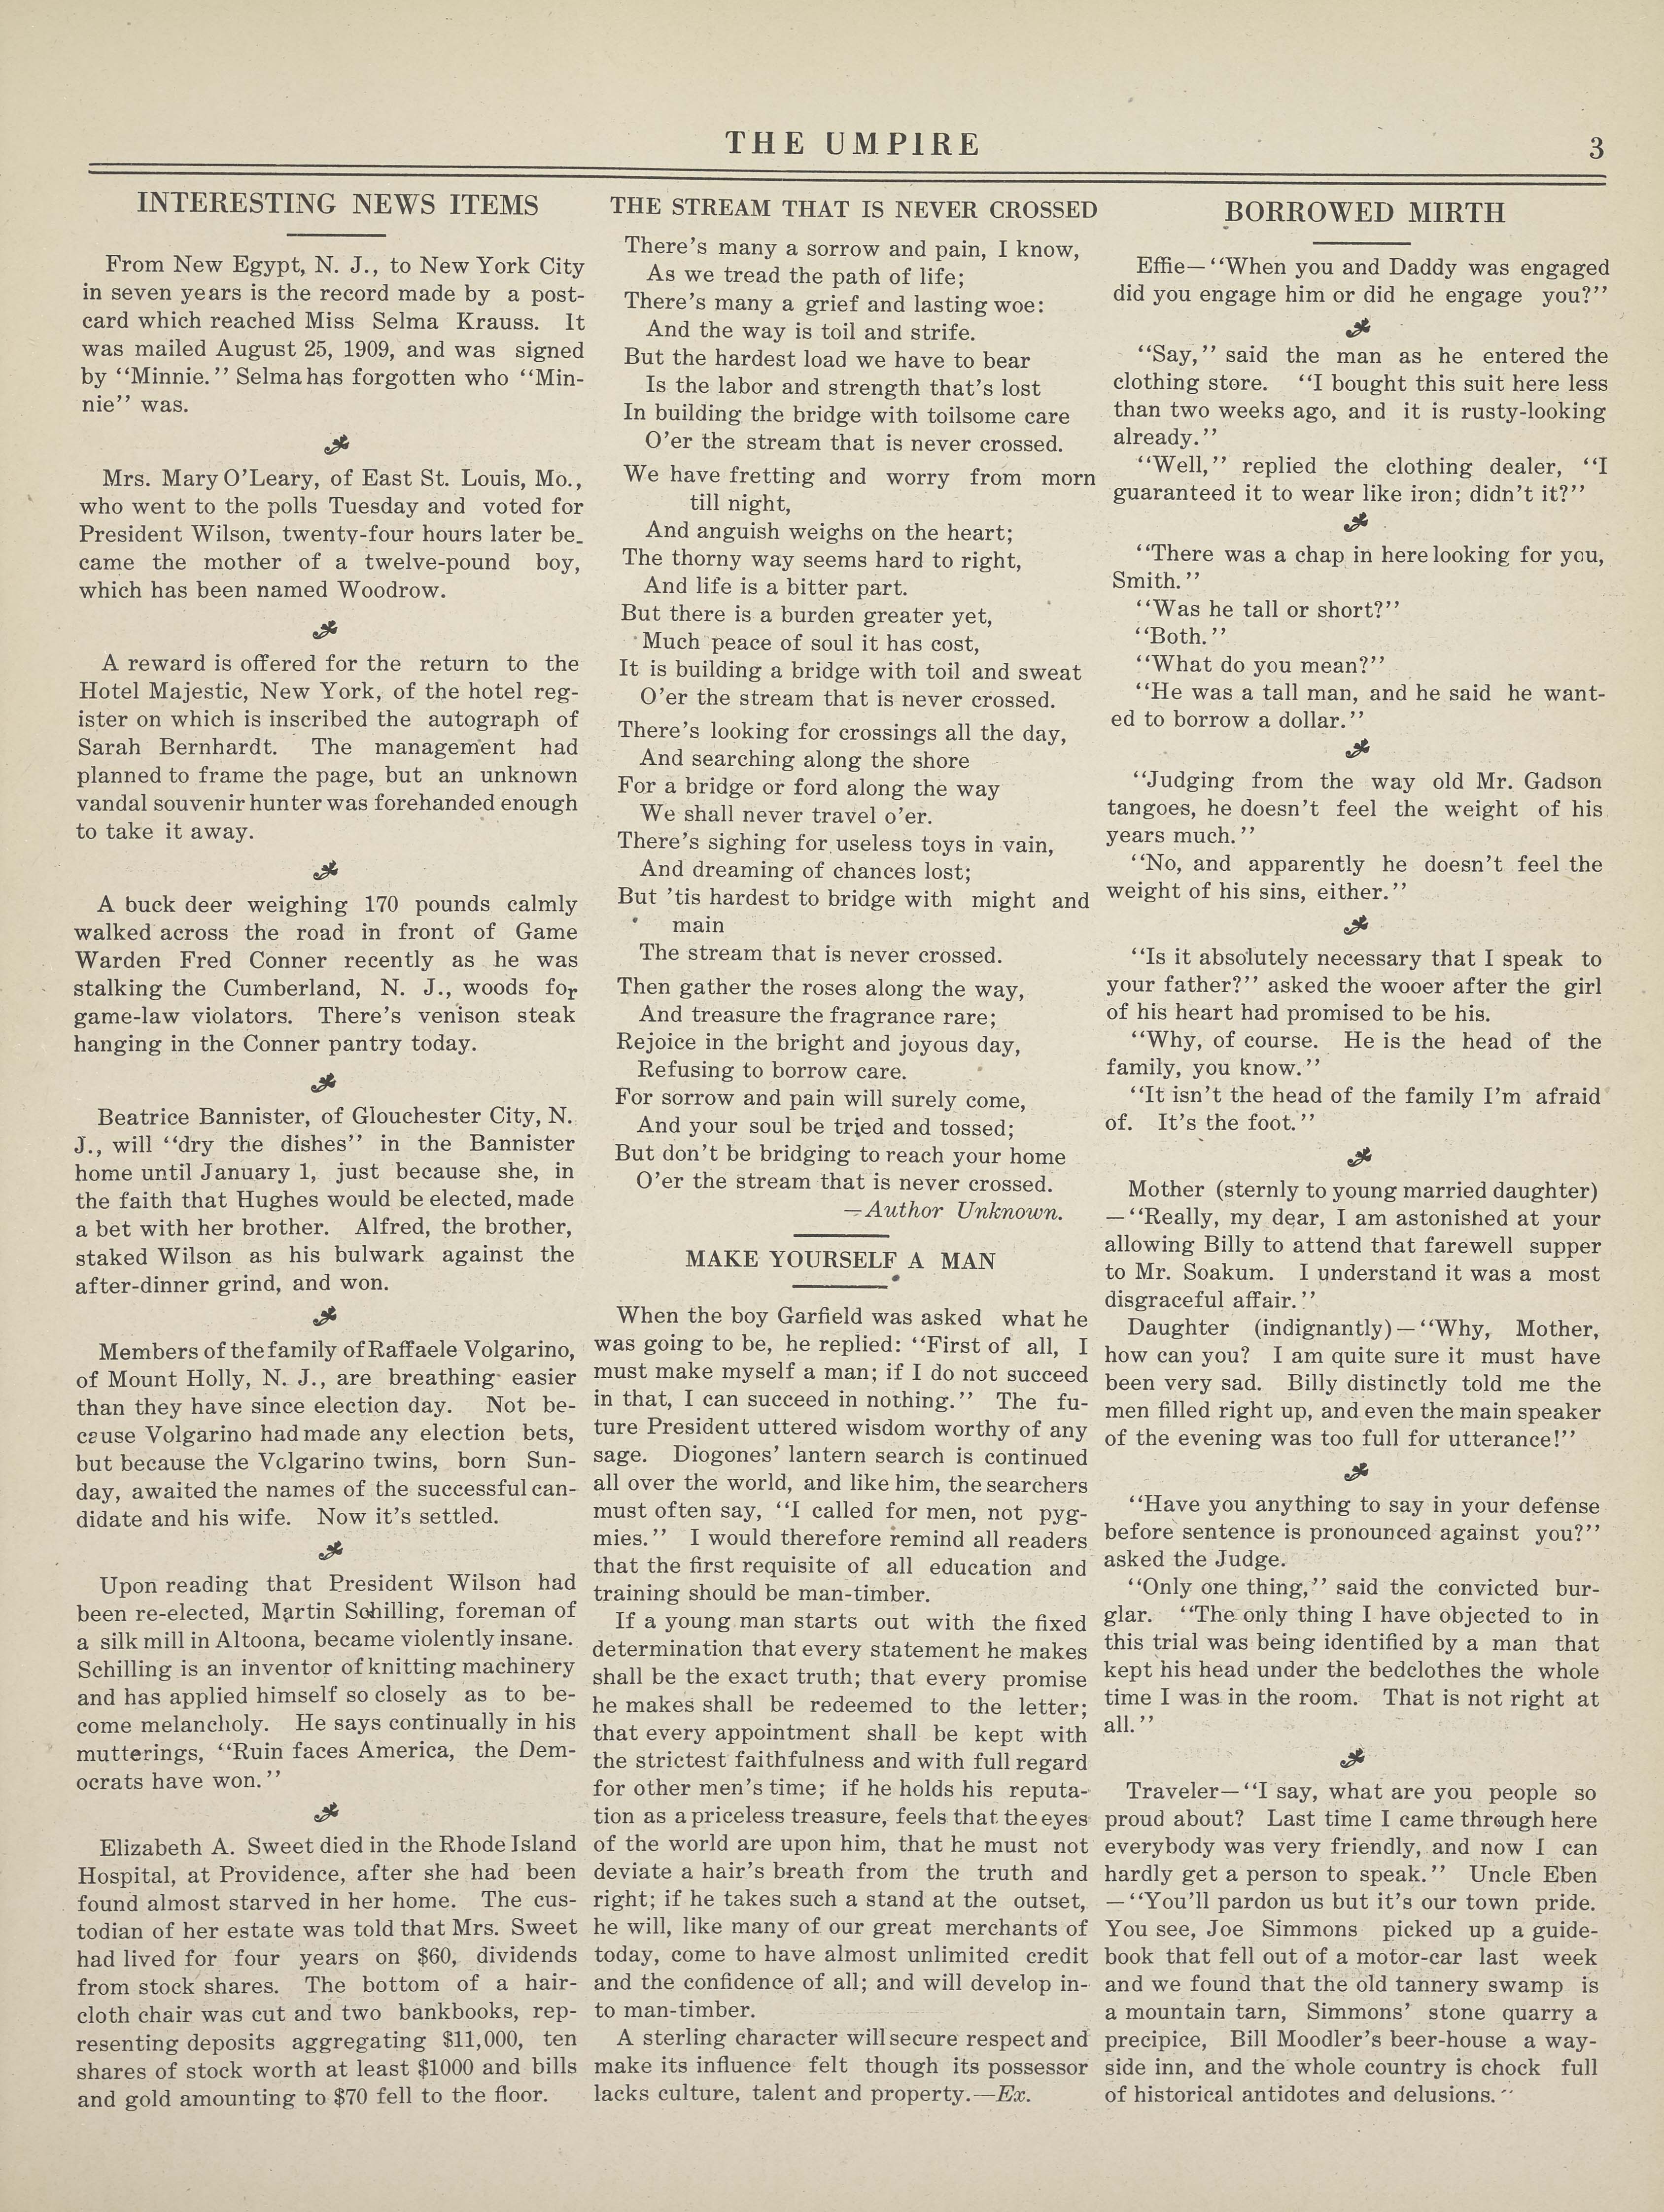 THE UMPIRE
3
INTERESTING NEWS ITEMS
From New Egypt, N. J., to New York City
in seven years is the record made by a post-
card which reached Miss Selma Krauss. It
was mailed August 25, 1909, and was signed
by ‘‘Minnie.’’ Selma has forgotten who ‘‘Min-
nie’’ was.
Mrs. Mary O’Leary, of East St. Louis, Mo.,
who went to the polls Tuesday and voted for
President Wilson, twenty-four hours later be-
came the mother of a twelve-pound boy,
which has been named Woodrow.
A reward is offered for the return to the
Hotel Majestic, New York, of the hotel reg-
ister on which is inscribed the autograph of
Sarah Bernhardt. The management had
planned to frame the page, but an unknown
vandal souvenir hunter was forehanded enough
to take it away.
A buck deer weighing 170 pounds calmly
walked across the road in front of Game
Warden Fred Conner recently as he was
stalking the Cumberland, N. J., woods for
game-law violators. There’s venison steak
hanging in the Conner pantry today.
Beatrice Bannister, of Glouchester City, N.
J., will ‘‘dry the dishes’’ in the Bannister
home until January 1, just because she, in
the faith that Hughes would be elected, made
a bet with her brother. Alfred, the brother,
staked Wilson as his bulwark against the
after-dinner grind, and won.
Members of the family of Raffaele Volgarino,
of Mount Holly, N. J., are breathing easier
than they have since election day. Not be-
cause Volgarino had made any election bets,
but because the Volgarino twins, born Sun-
day, awaited the names of the successful can-
didate and his wife. Now it’s settled.
Upon reading that President Wilson had
been re-elected, Martin Schilling, foreman of
a silk mill in Altoona, became violently insane.
Schilling is an inventor of knitting machinery
and has applied himself so closely as to be-
come melancholy. He says continually in his
mutterings, ‘‘Ruin faces America, the Dem-
ocrats have won.’’
Elizabeth A. Sweet died in the Rhode Island
Hospital, at Providence, after she had been
found almost starved in her home. The cus-
todian of her estate was told that Mrs. Sweet
had lived for four years on $60, dividends
from stock shares. The bottom of a hair-
cloth chair was cut and two bankbooks, rep-
resenting deposits aggregating $11,000, ten
shares of stock worth at least $1000 and bills
and gold amounting to $70 fell to the floor.
THE STREAM THAT IS NEVER CROSSED
There’s many a sorrow and pain, I know,
As we tread the path of life;
There’s many a grief and lasting woe:
And the way is toil and strife.
But the hardest load we have to bear
Is the labor and strength that’s lost
In building the bridge with toilsome care
O’er the stream that is never crossed.
We have fretting and worry from morn
till night,
And anguish weighs on the heart;
The thorny way seems hard to right,
And life is a bitter part.
But there is a burden greater yet,
Much peace of soul it has cost,
It is building a bridge with toil and sweat
O’er the stream that is never crossed.
There’s looking for crossings all the day,
And searching along the shore
For a bridge or ford along the way
We shall never travel o’er.
There’s sighing for useless toys in vain,
And dreaming of chances lost;
But ’tis hardest to bridge with might and
main
The stream that is never crossed.
Then gather the roses along the way,
And treasure the fragrance rare;
Rejoice in the bright and joyous day,
Refusing to borrow care.
For sorrow and pain will surely come,
And your soul be tried and tossed;
But don’t be bridging to reach your home
O’er the stream that is never crossed.
—Author Unknown.
MAKE YOURSELF A MAN
When the boy Garfield was asked what he
was going to be, he replied: ‘‘First of all, I
must make myself a man; if I do not succeed
in that, I can succeed in nothing.’’ The fu-
ture President uttered wisdom worthy of any
sage. Diogones’ lantern search is continued
all over the world, and like him, the searchers
must often say, ‘‘I called for men, not pyg-
mies.’’ I would therefore remind all readers
that the first requisite of all education and
training should be man-timber.
If a young man starts out with the fixed
determination that every statement he makes
shall be the exact truth; that every promise
he makes shall be redeemed to the letter;
that every appointment shall be kept with
the strictest faithfulness and with full regard
for other men’s time; if he holds his reputa-
tion as a priceless treasure, feels that the eyes
of the world are upon him, that he must not
deviate a hair’s breath from the truth and
right; if he takes such a stand at the outset,
he will, like many of our great merchants of
today, come to have almost unlimited credit
and the confidence of all; and will develop in-
to man-timber.
A sterling character will secure respect and
make its influence felt though its possessor
lacks culture, talent and property.—Ex.
BORROWED MIRTH
Effie—‘‘When you and Daddy was engaged
did you engage him or did he engage you?’’
‘‘Say,’’ said the man as he entered the
clothing store. ‘‘I bought this suit here less
than two weeks ago, and it is rusty-looking
already.’’
‘‘Well,’’ replied the clothing dealer, ‘‘I
guaranteed it to wear like iron; didn’t it?’’
‘‘There was a chap in here looking for you,
Smith.’’
‘‘Was he tall or short?’’
‘‘Both.’’
‘‘What do you mean?’’
‘‘He was a tall man, and he said he want-
ed to borrow a dollar.’’
‘‘Judging from the way old Mr. Gadson
tangoes, he doesn’t feel the weight of his
years much.’’
‘‘No, and apparently he doesn’t feel the
weight of his sins, either.’’
‘‘Is it absolutely necessary that I speak to
your father?’’ asked the wooer after the girl
of his heart had promised to be his.
‘‘Why, of course. He is the head of the
family, you know.’’
‘‘It isn’t the head of the family I’m afraid
of. It’s the foot.’’
Mother (sternly to young married daughter)
—‘‘Really, my dear, I am astonished at your
allowing Billy to attend that farewell supper
to Mr. Soakum. I understand it was a most
disgraceful affair.’’
Daughter (indignantly)—‘‘Why, Mother,
how can you? I am quite sure it must have
been very sad. Billy distinctly told me the
men filled right up, and even the main speaker
of the evening was too full for utterance!’’
‘‘Have you anything to say in your defense
before sentence is pronounced against you?’’
asked the Judge.
‘‘Only one thing,’’ said the convicted bur-
glar. ‘‘The only thing I have objected to in
this trial was being identified by a man that
kept his head under the bedclothes the whole
time I was in the room. That is not right at
all.’’
Traveler—‘‘I say, what are you people so
proud about? Last time I came through here
everybody was very friendly, and now I can
hardly get a person to speak.’’ Uncle Eben
—‘‘You’ll pardon us but it’s our town pride.
You see, Joe Simmons picked up a guide-
book that fell out of a motor-car last week
and we found that the old tannery swamp is
a mountain tarn, Simmons’ stone quarry a
precipice, Bill Moodler’s beer-house a way-
side inn, and the whole country is chock full
of historical antidotes and delusions.’’